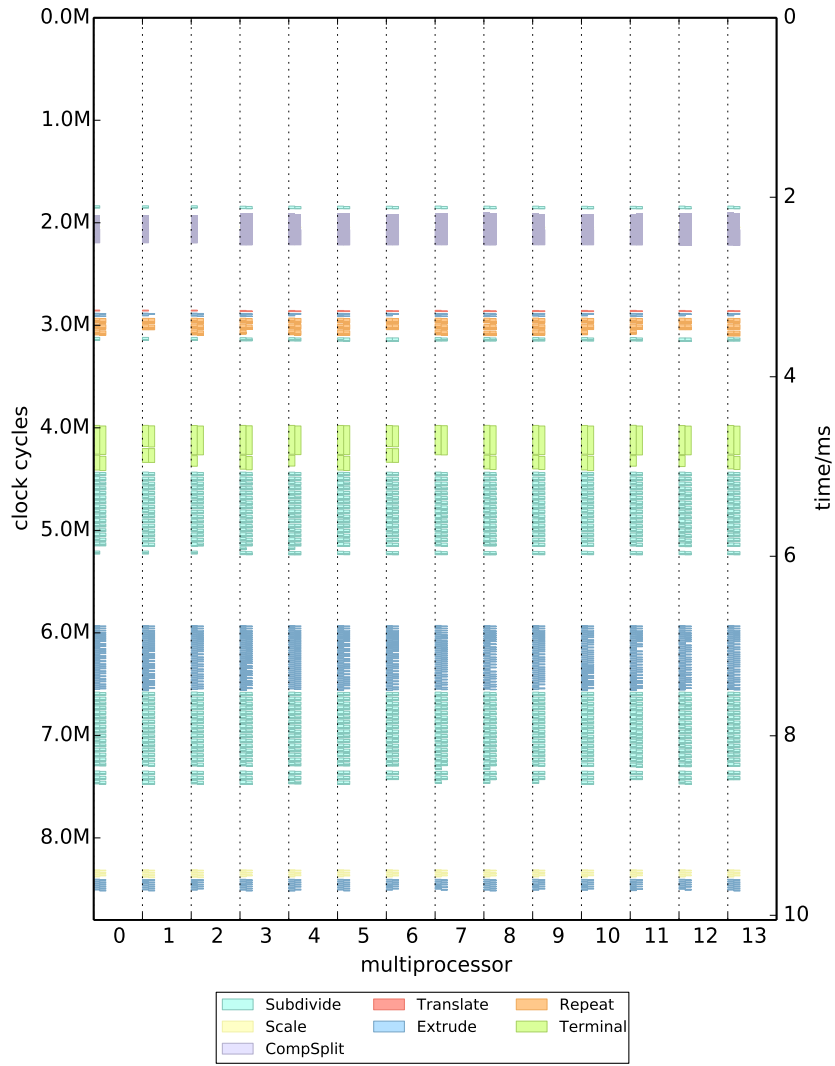 0.0M
1.0M
2.0M
3.0M
4.0M
5.0M
6.0M
7.0M
8.0M
clock cycles
0
2
4
6
8
10
time/ms
0 1 2 3 4 5 6 7 8 9 10 11 12 13
multiprocessor
Subdivide Translate Repeat
Scale Extrude Terminal
CompSplit